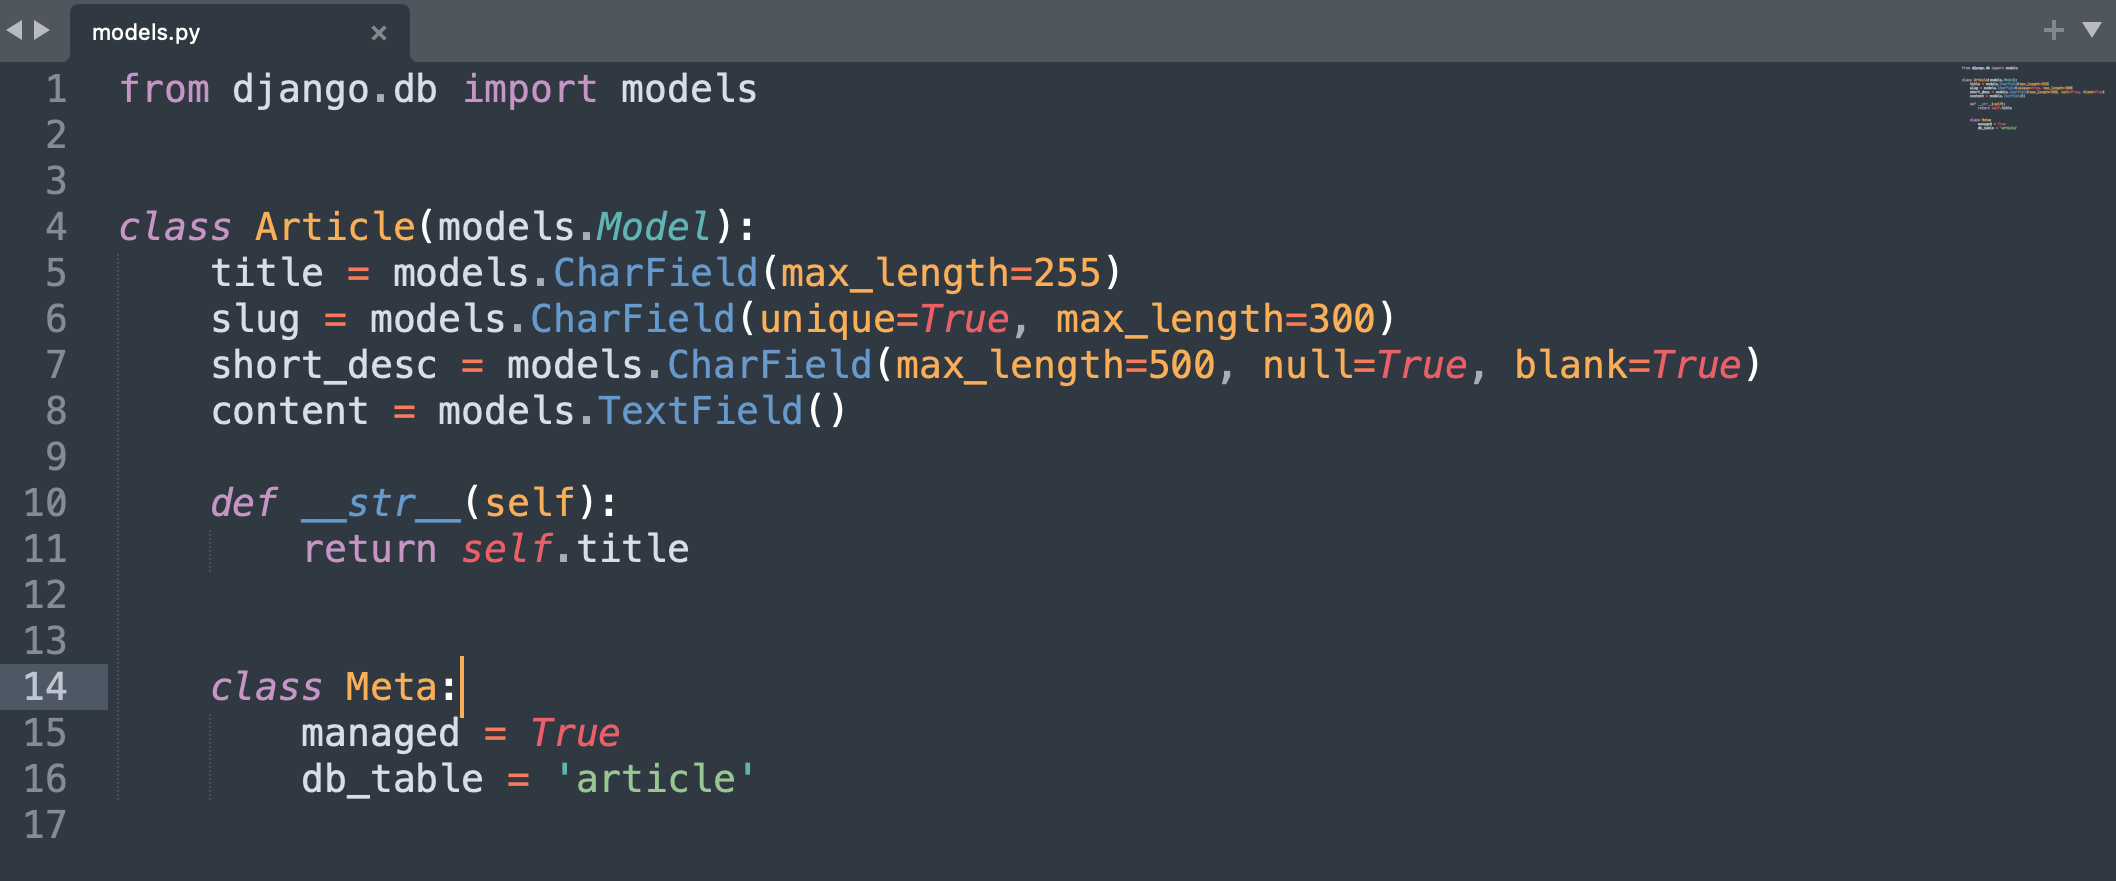 models.py
1 from django.db import models
2
3
4 class Article(models.Model):
5     title = models.CharField(max_length=255)
6     slug = models.CharField(unique=True, max_length=300)
7     short_desc = models.CharField(max_length=500, null=True, blank=True)
8     content = models.TextField()
9
10     def __str__(self):
11         return self.title
12
13
14     class Meta:
15         managed = True
16         db_table = 'article'
17